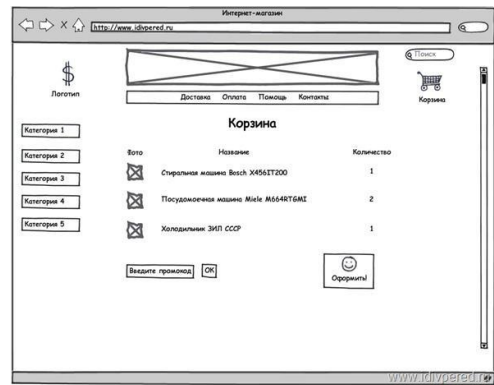 Интернет-магазин
http://www.idivpered.ru
Поиск
Логотип
Корзина
Доставка Оплата Помощь Контакты
Корзина
Категория 1
Категория 2
Категория 3
Категория 4
Категория 5
Фото Название Количество
Стиральная машина Bosch X456IT200 1
Посудомоечная машина Miele M664RTGMI 2
Холодильник ЗИЛ СССР 1
Введите промокод OK
Оформить!
www.idivpered.ru